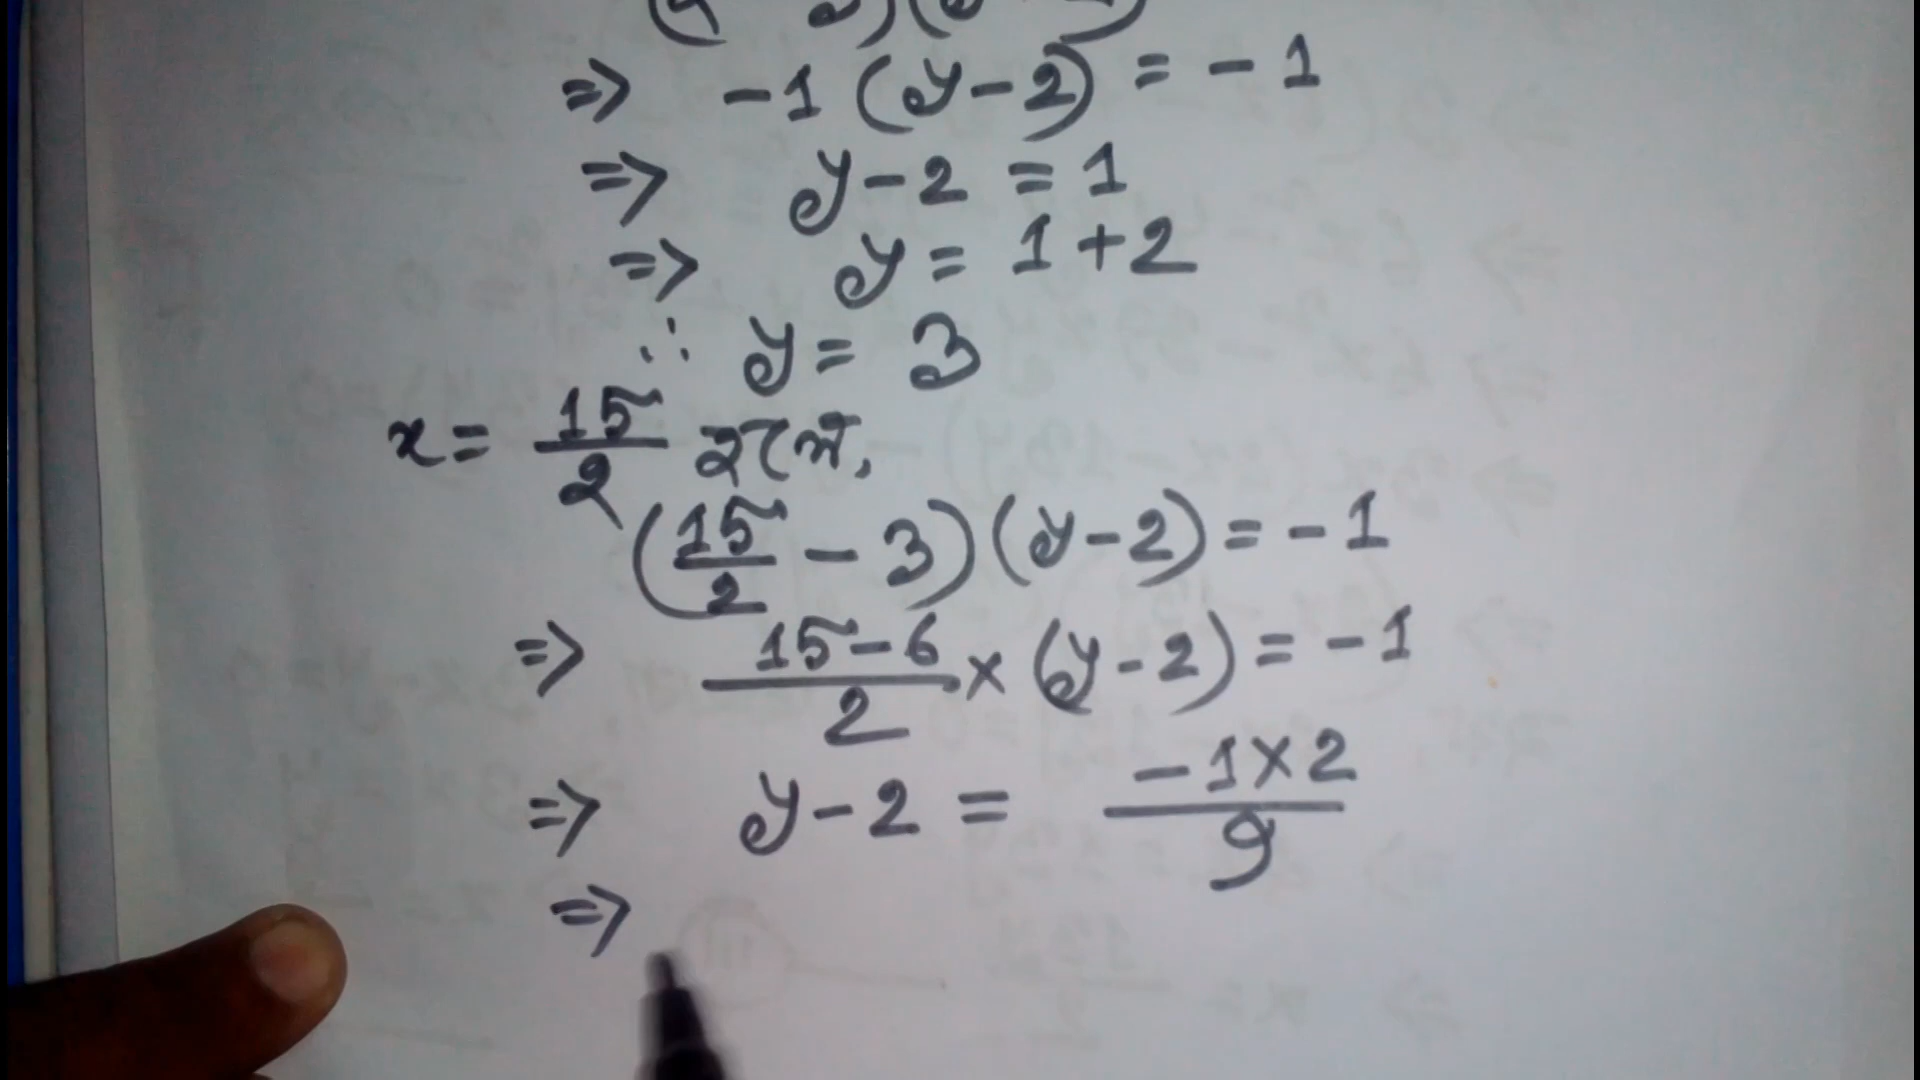 ⇒ -1 (y-2) = -1
⇒ y-2 = 1
⇒ y = 1+2
∴ y = 3
x = 15/2 হলে,
(15/2 - 3)(y-2) = -1
⇒ 15-6/2 × (y-2) = -1
⇒ y-2 = -1×2/9
⇒